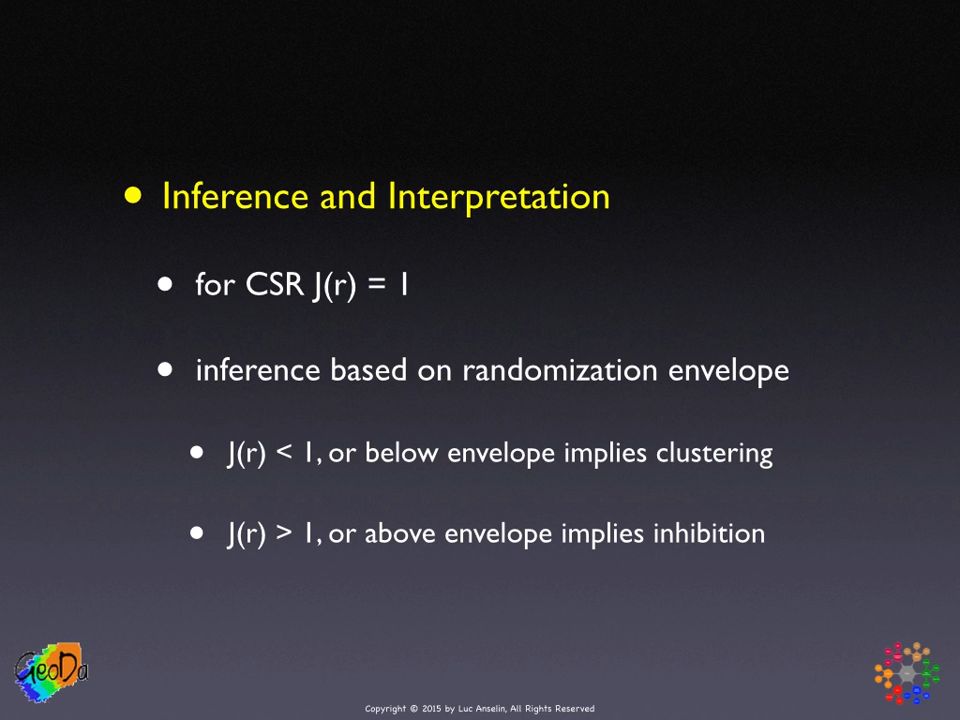 • Inference and Interpretation
• for CSR J(r) = 1
• inference based on randomization envelope
• J(r) < 1, or below envelope implies clustering
• J(r) > 1, or above envelope implies inhibition
GeoDa
Copyright © 2015 by Luc Anselin, All Rights Reserved